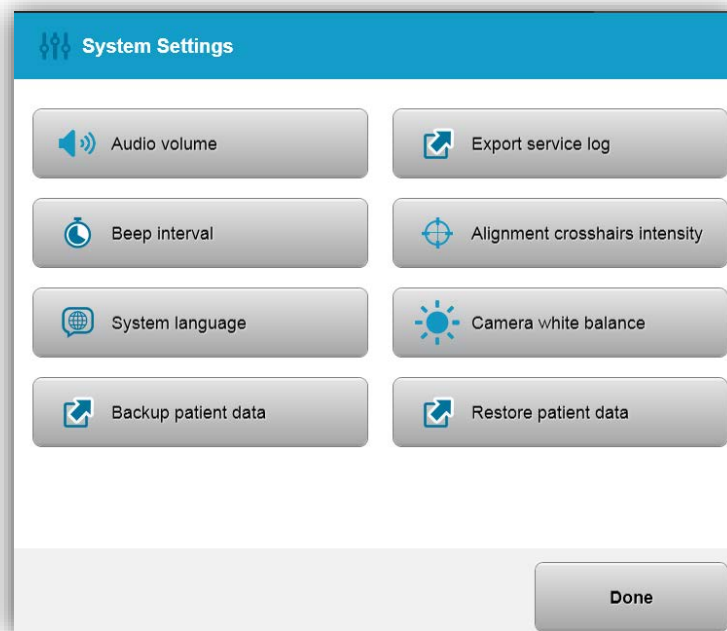 System Settings
Audio volume
Export service log
Beep interval
Alignment crosshairs intensity
System language
Camera white balance
Backup patient data
Restore patient data
Done